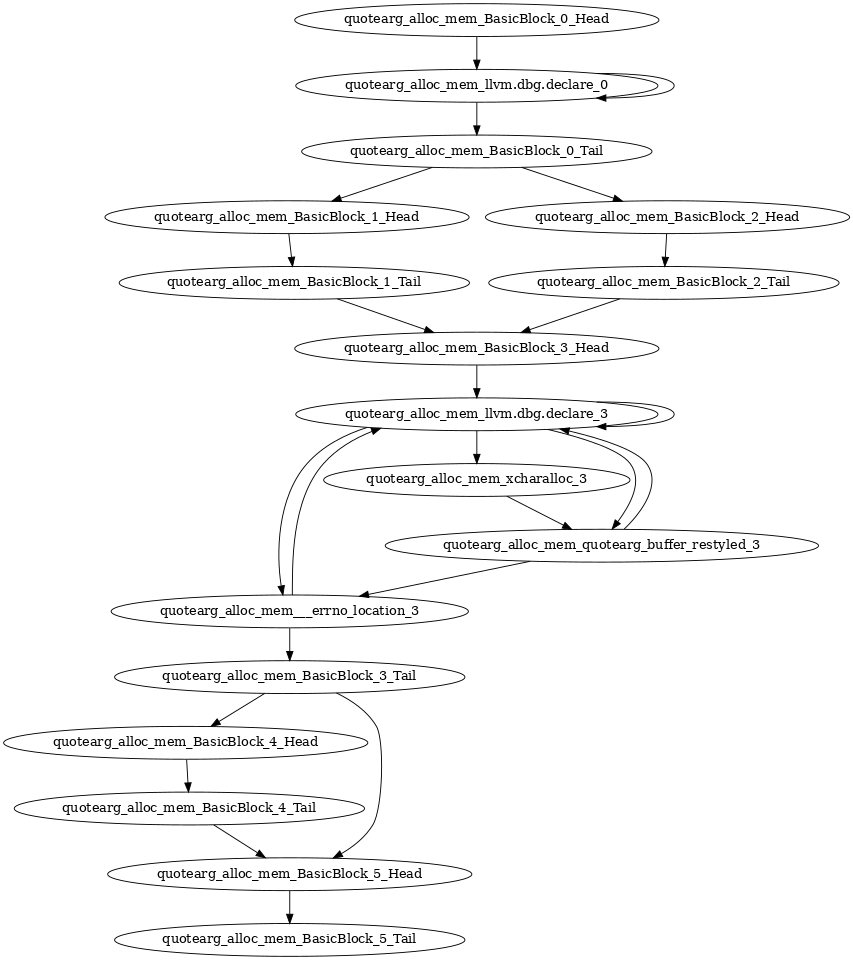 quotearg_alloc_mem_BasicBlock_0_Head
quotearg_alloc_mem_llvm.dbg.declare_0
quotearg_alloc_mem_BasicBlock_0_Tail
quotearg_alloc_mem_BasicBlock_1_Head
quotearg_alloc_mem_BasicBlock_2_Head
quotearg_alloc_mem_BasicBlock_1_Tail
quotearg_alloc_mem_BasicBlock_2_Tail
quotearg_alloc_mem_BasicBlock_3_Head
quotearg_alloc_mem_llvm.dbg.declare_3
quotearg_alloc_mem_xcharalloc_3
quotearg_alloc_mem_quotearg_buffer_restyled_3
quotearg_alloc_mem___errno_location_3
quotearg_alloc_mem_BasicBlock_3_Tail
quotearg_alloc_mem_BasicBlock_4_Head
quotearg_alloc_mem_BasicBlock_4_Tail
quotearg_alloc_mem_BasicBlock_5_Head
quotearg_alloc_mem_BasicBlock_5_Tail